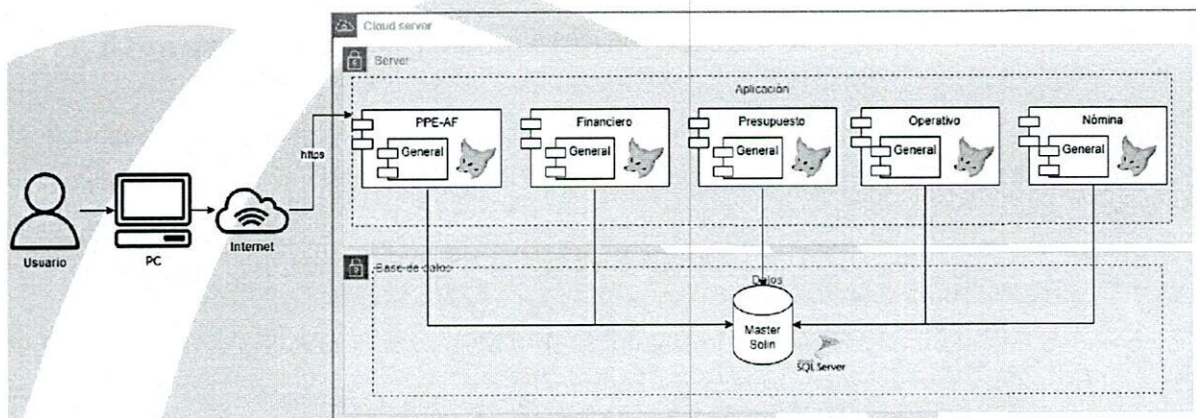 Cloud server
Server
Aplicación
PPE-AF
General
Financiero
General
Presupuesto
General
Operativo
General
Nómina
General
https
Usuario
PC
Internet
Base de datos
Datos
Master
Solin
SQL Server